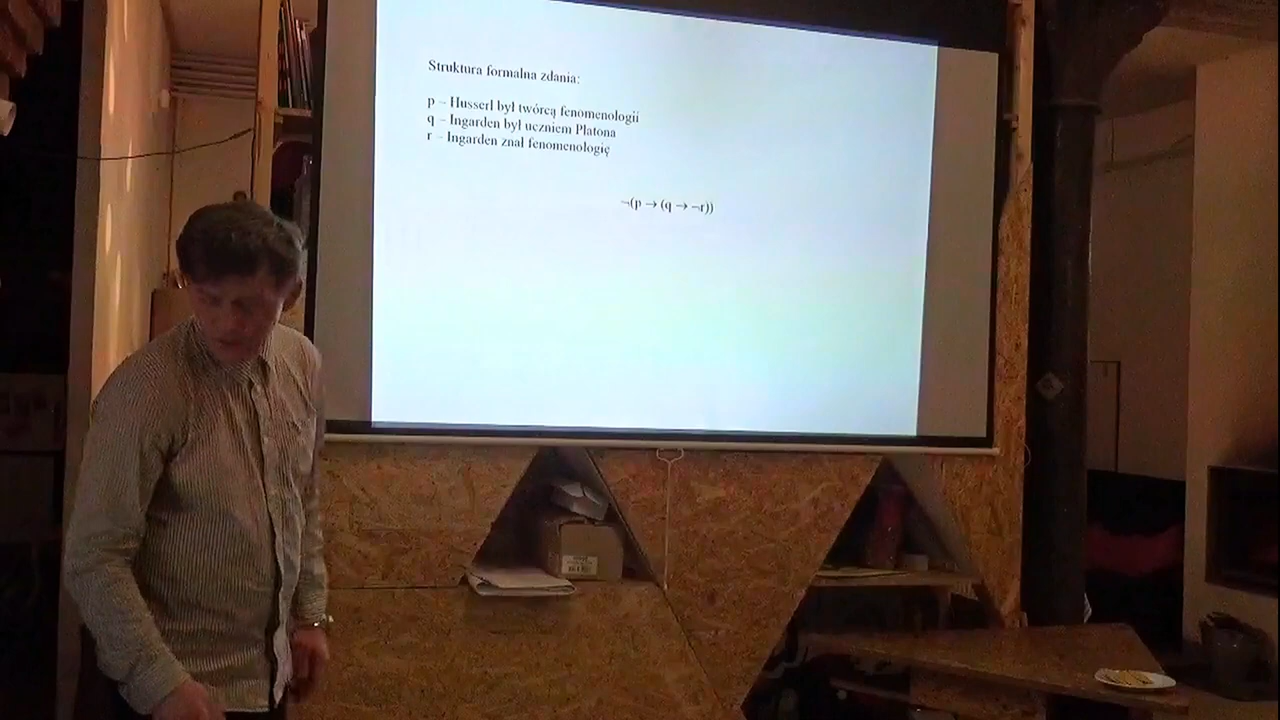 Struktura formalna zdania:
p – Husserl był twórcą fenomenologii
q – Ingarden był uczniem Platona
r – Ingarden znał fenomenologię
¬(p → (q → ¬r))